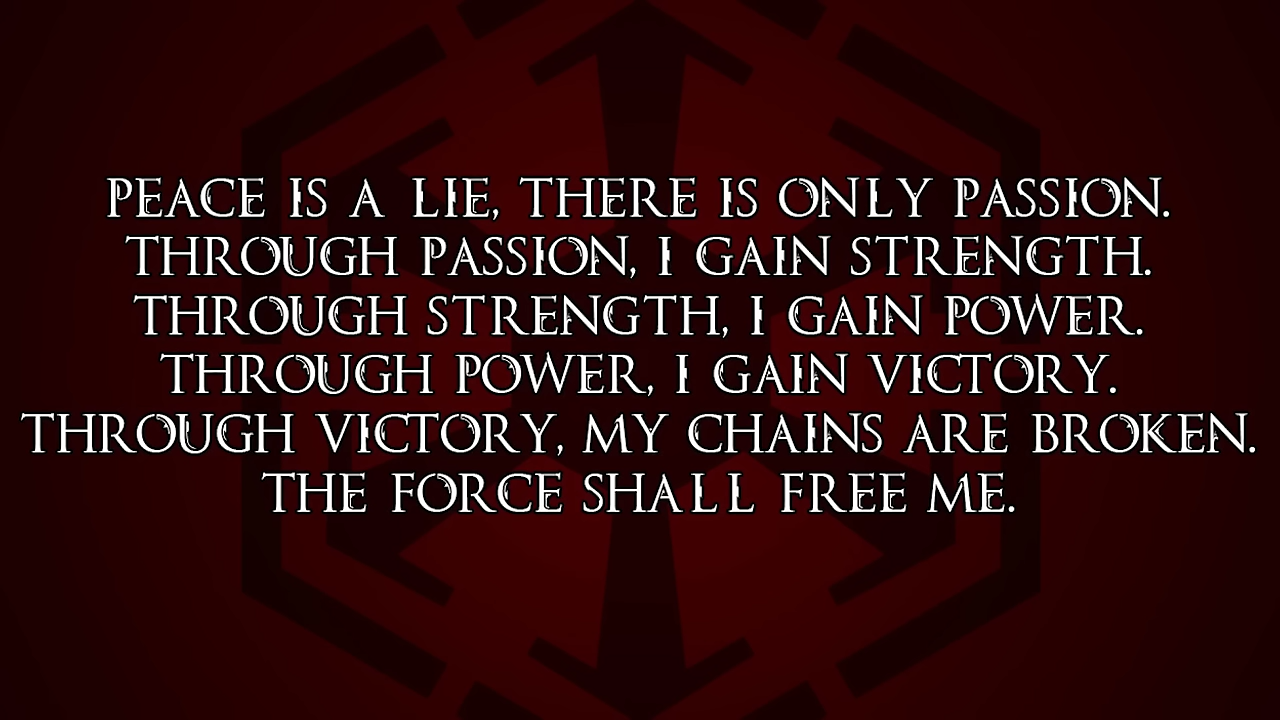 PEACE IS A LIE, THERE IS ONLY PASSION.
THROUGH PASSION, I GAIN STRENGTH.
THROUGH STRENGTH, I GAIN POWER.
THROUGH POWER, I GAIN VICTORY.
THROUGH VICTORY, MY CHAINS ARE BROKEN.
THE FORCE SHALL FREE ME.